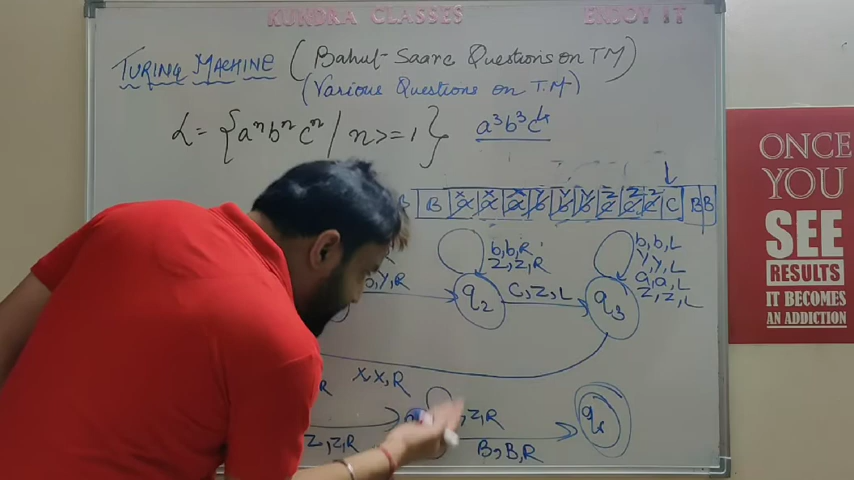 KUNDRA CLASSES ENJOY IT
TURING MACHINE (Bahut-Saare Questions on TM)
(Various Questions on T.M)
L= {aⁿbⁿcⁿ / n>=1} a³b³c⁴
B B X X X Y Y Y Z Z Z C B B
b, b, R
Z, Z, R
b, b, L
Y, Y, L
a, a, L
Z, Z, L
Y, R
q2
C, Z, L
q3
X, X, R
R
Z, R
Z, Z, R
B, B, R
ONCE
YOU
SEE
RESULTS
IT BECOMES
AN ADDICTION